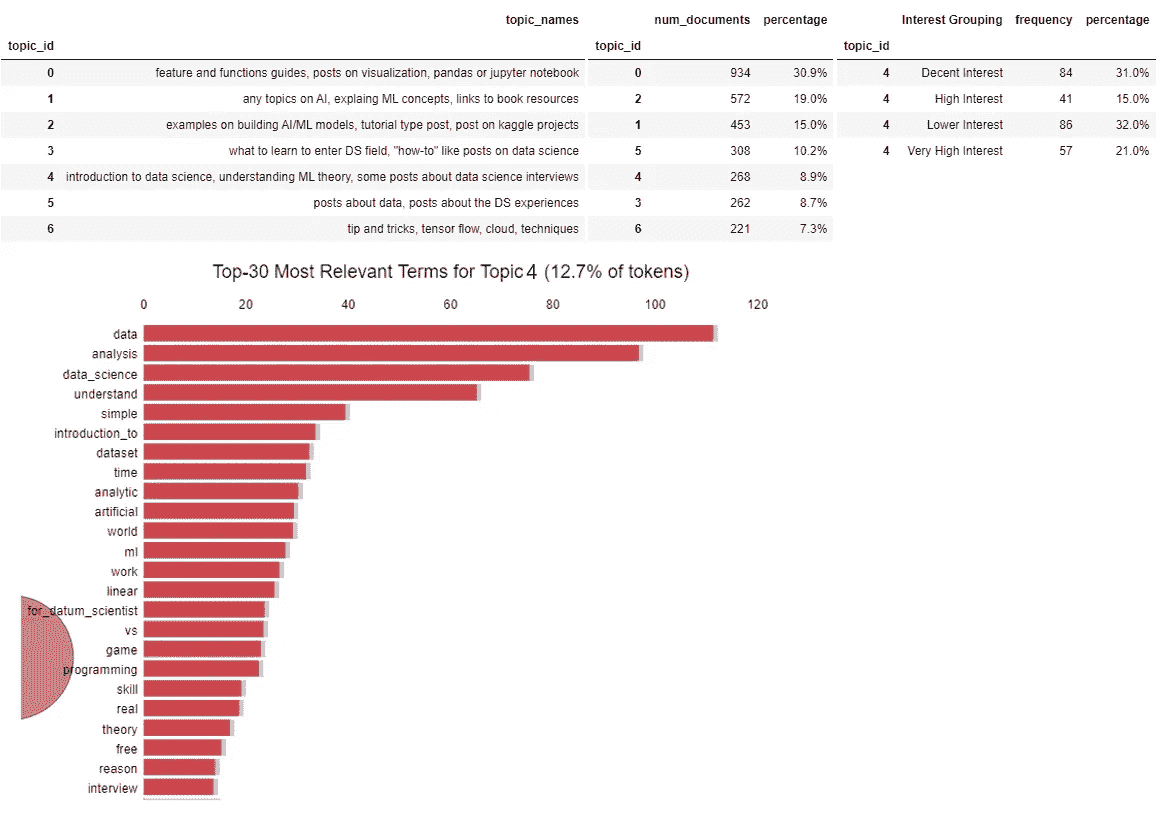 topic_names
topic_id
0 feature and functions guides, posts on visualization, pandas or jupyter notebook
1 any topics on AI, explaing ML concepts, links to book resources
2 examples on building AI/ML models, tutorial type post, post on kaggle projects
3 what to learn to enter DS field, "how-to" like posts on data science
4 introduction to data science, understanding ML theory, some posts about data science interviews
5 posts about data, posts about the DS experiences
6 tip and tricks, tensor flow, cloud, techniques
num_documents percentage
topic_id
0 934 30.9%
2 572 19.0%
1 453 15.0%
5 308 10.2%
4 268 8.9%
3 262 8.7%
6 221 7.3%
Interest Grouping frequency percentage
topic_id
4 Decent Interest 84 31.0%
4 High Interest 41 15.0%
4 Lower Interest 86 32.0%
4 Very High Interest 57 21.0%
Top-30 Most Relevant Terms for Topic 4 (12.7% of tokens)
0 20 40 60 80 100 120
data
analysis
data_science
understand
simple
introduction_to
dataset
time
analytic
artificial
world
ml
work
linear
for_datum_scientist
vs
game
programming
skill
real
theory
free
reason
interview